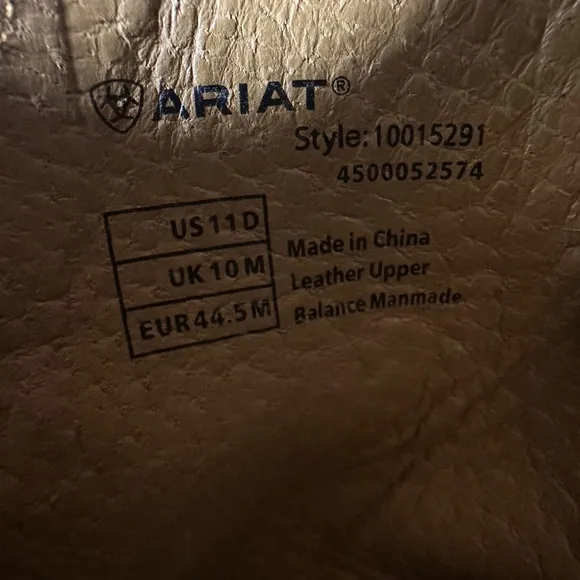 ARIAT®
Style: 10015291
4500052574
US 11 D
UK 10 M
EUR 44.5 M
Made in China
Leather Upper
Balance Manmade